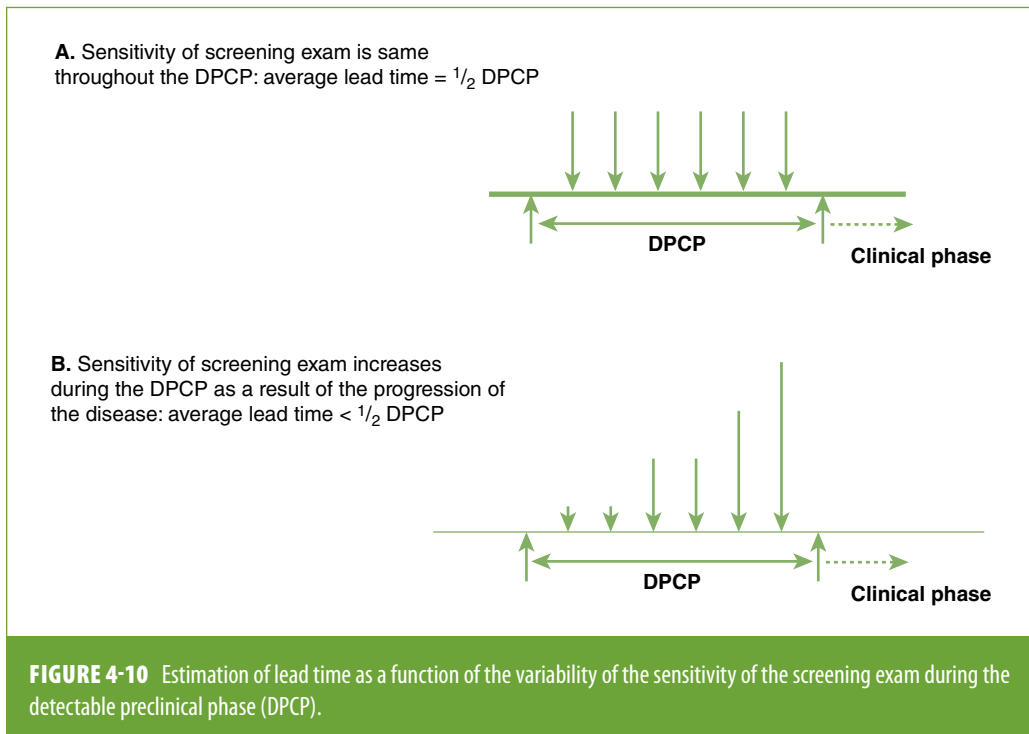 A. Sensitivity of screening exam is same
throughout the DPCP: average lead time = 1/2 DPCP
DPCP
Clinical phase
B. Sensitivity of screening exam increases
during the DPCP as a result of the progression of
the disease: average lead time < 1/2 DPCP
DPCP
Clinical phase
FIGURE 4-10 Estimation of lead time as a function of the variability of the sensitivity of the screening exam during the
detectable preclinical phase (DPCP).